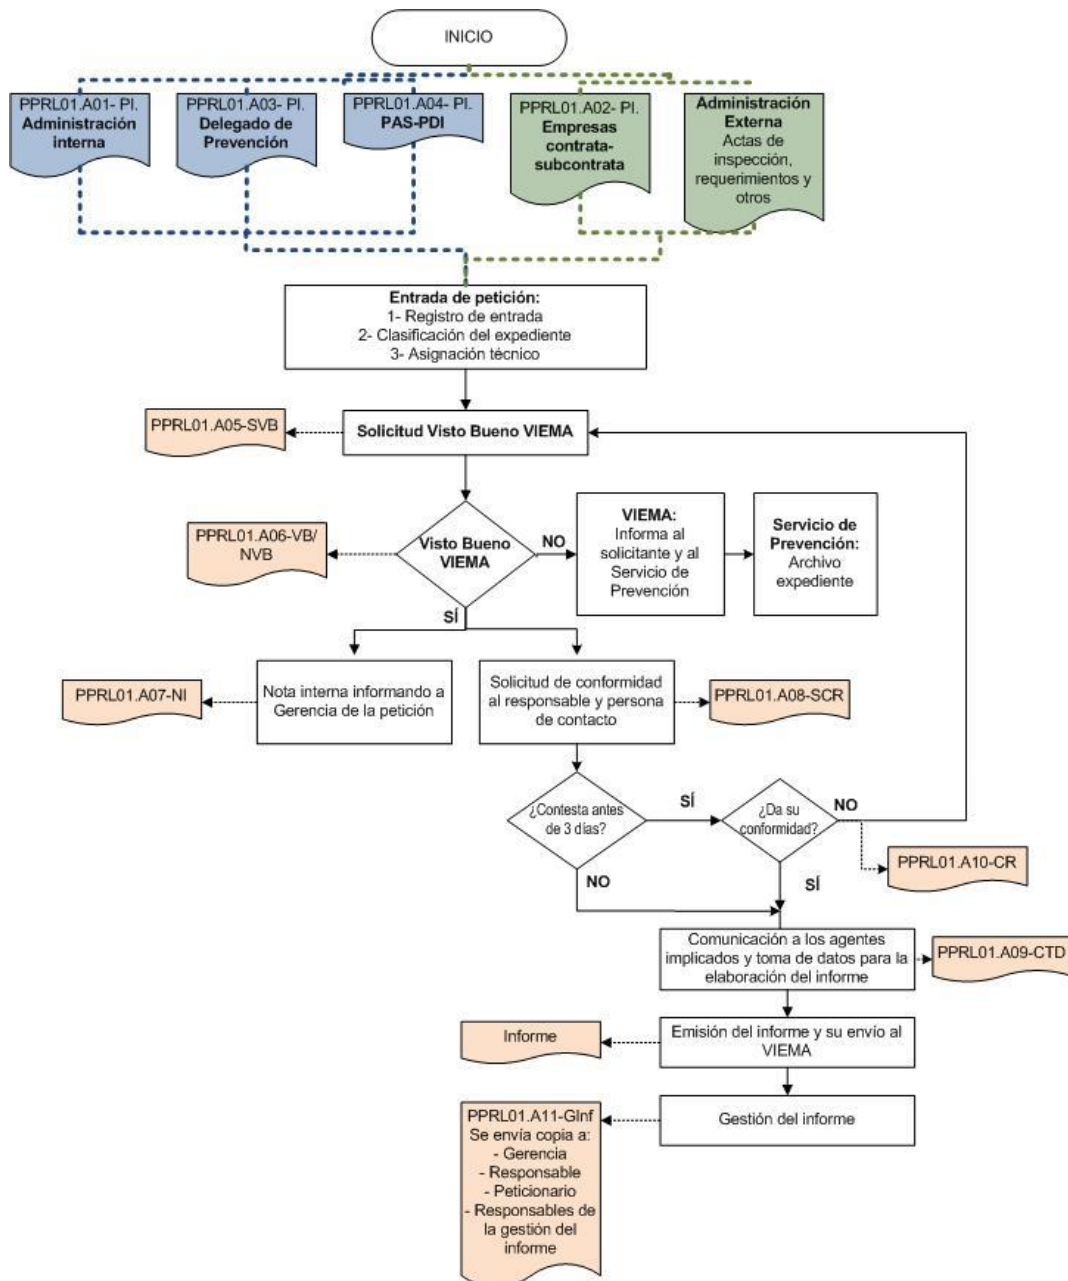 INICIO
PPRL01.A01- PI.
Administración
interna
PPRL01.A03- PI.
Delegado de
Prevención
PPRL01.A04- PI.
PAS-PDI
PPRL01.A02- PI.
Empresas
contrata-
subcontrata
Administración
Externa
Actas de
inspección,
requerimientos y
otros
Entrada de petición:
1- Registro de entrada
2- Clasificación del expediente
3- Asignación técnico
PPRL01.A05-SVB
Solicitud Visto Bueno VIEMA
PPRL01.A06-VB/
NVB
Visto Bueno
VIEMA
NO
VIEMA:
Informa al
solicitante y al
Servicio de
Prevención
Servicio de
Prevención:
Archivo
expediente
SÍ
PPRL01.A07-NI
Nota interna informando a
Gerencia de la petición
Solicitud de conformidad
al responsable y persona
de contacto
PPRL01.A08-SCR
¿Contesta antes
de 3 días?
SÍ
¿Da su
conformidad?
NO
PPRL01.A10-CR
NO
SÍ
Comunicación a los agentes
implicados y toma de datos para la
elaboración del informe
PPRL01.A09-CTD
Informe
Emisión del informe y su envío al
VIEMA
PPRL01.A11-GInf
Se envía copia a:
- Gerencia
- Responsable
- Peticionario
- Responsables de
la gestión del
informe
Gestión del informe